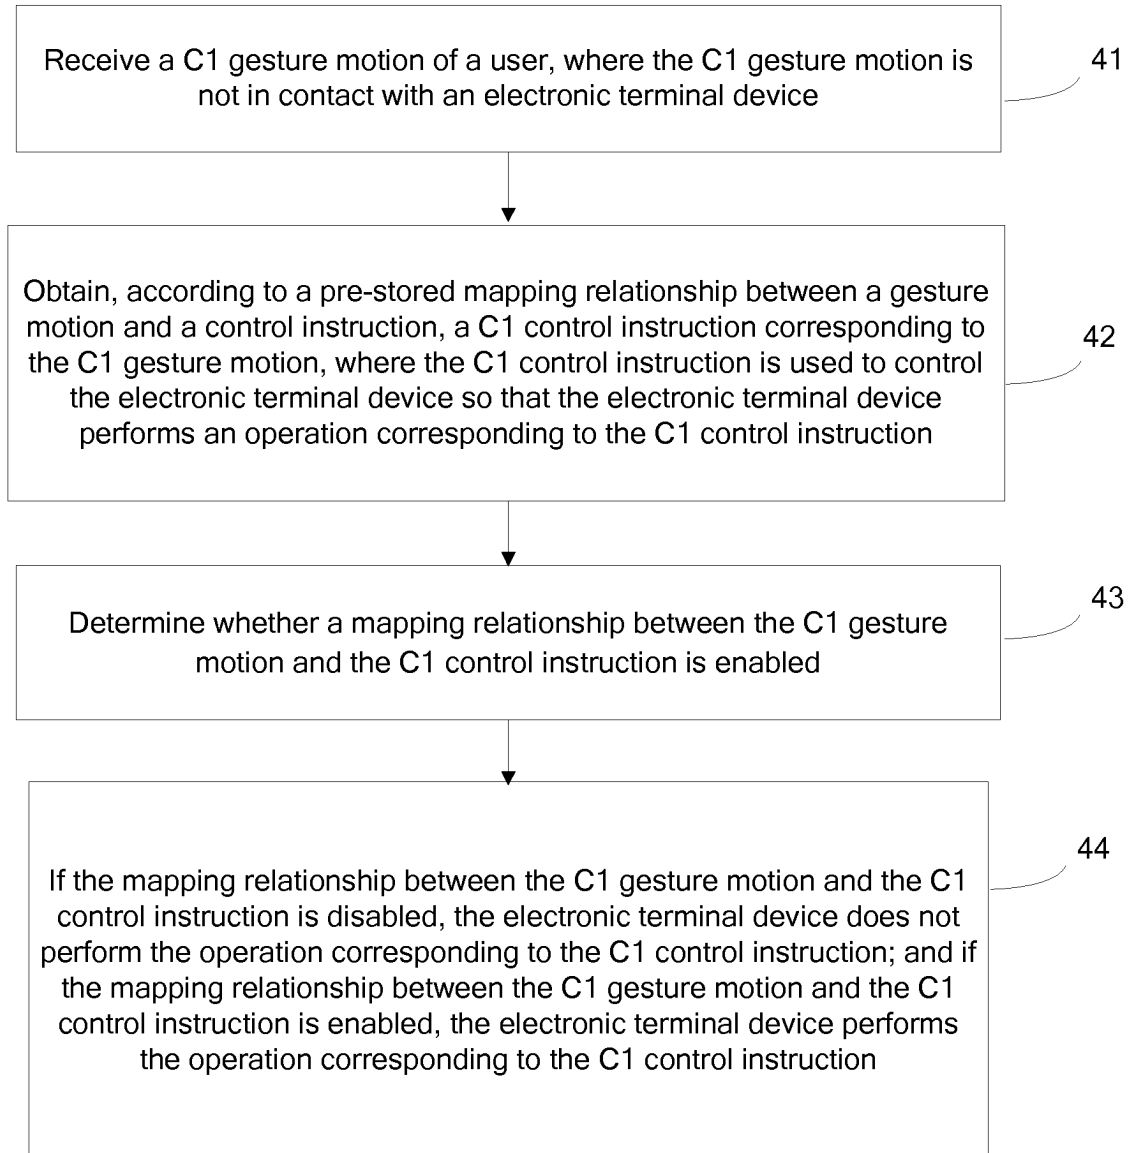 Receive a C1 gesture motion of a user, where the C1 gesture motion is
not in contact with an electronic terminal device
41
Obtain, according to a pre-stored mapping relationship between a gesture
motion and a control instruction, a C1 control instruction corresponding to
the C1 gesture motion, where the C1 control instruction is used to control
the electronic terminal device so that the electronic terminal device
performs an operation corresponding to the C1 control instruction
42
Determine whether a mapping relationship between the C1 gesture
motion and the C1 control instruction is enabled
43
If the mapping relationship between the C1 gesture motion and the C1
control instruction is disabled, the electronic terminal device does not
perform the operation corresponding to the C1 control instruction; and if
the mapping relationship between the C1 gesture motion and the C1
control instruction is enabled, the electronic terminal device performs
the operation corresponding to the C1 control instruction
44